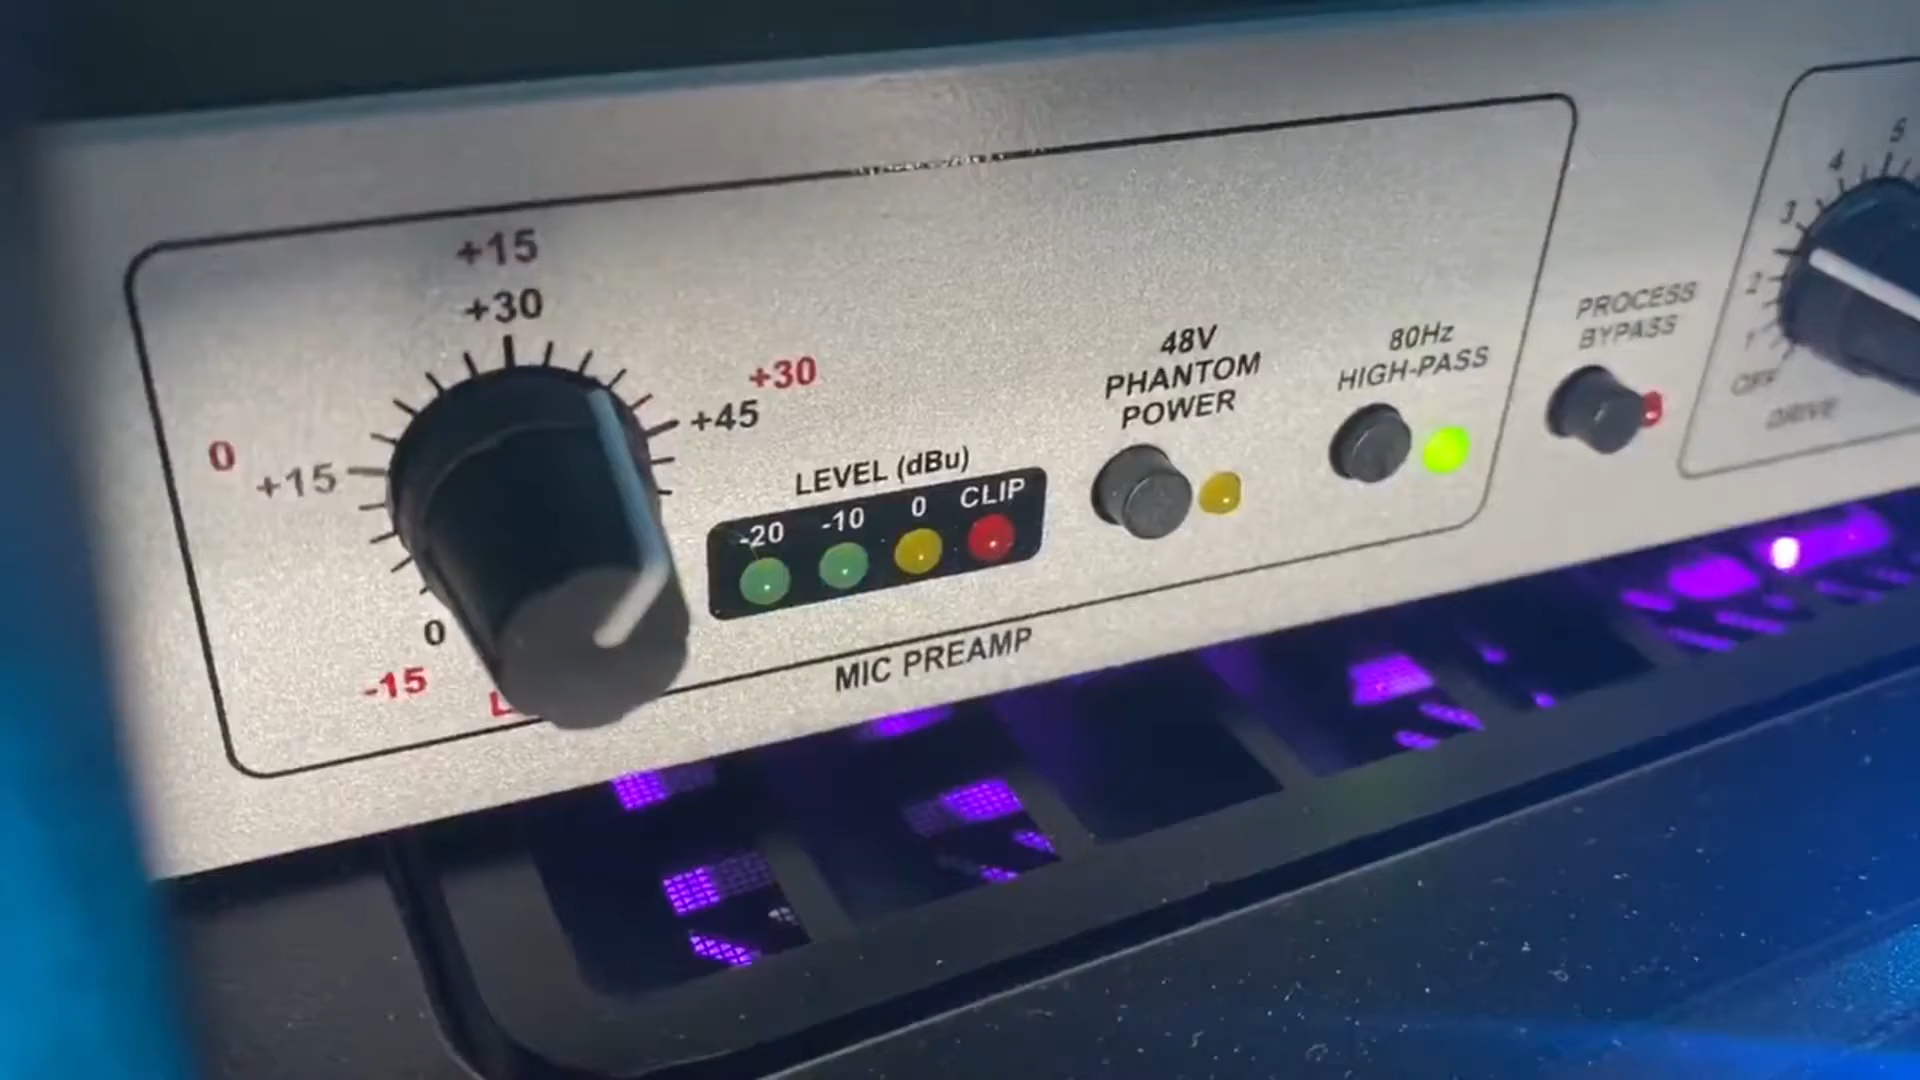 +15
+30
+30
+45
0
+15
0
-15
LEVEL (dBu)
-20 -10 0 CLIP
48V
PHANTOM
POWER
80Hz
HIGH-PASS
MIC PREAMP
PROCESS
BYPASS
5
4
3
2
1
OFF
DRIVE